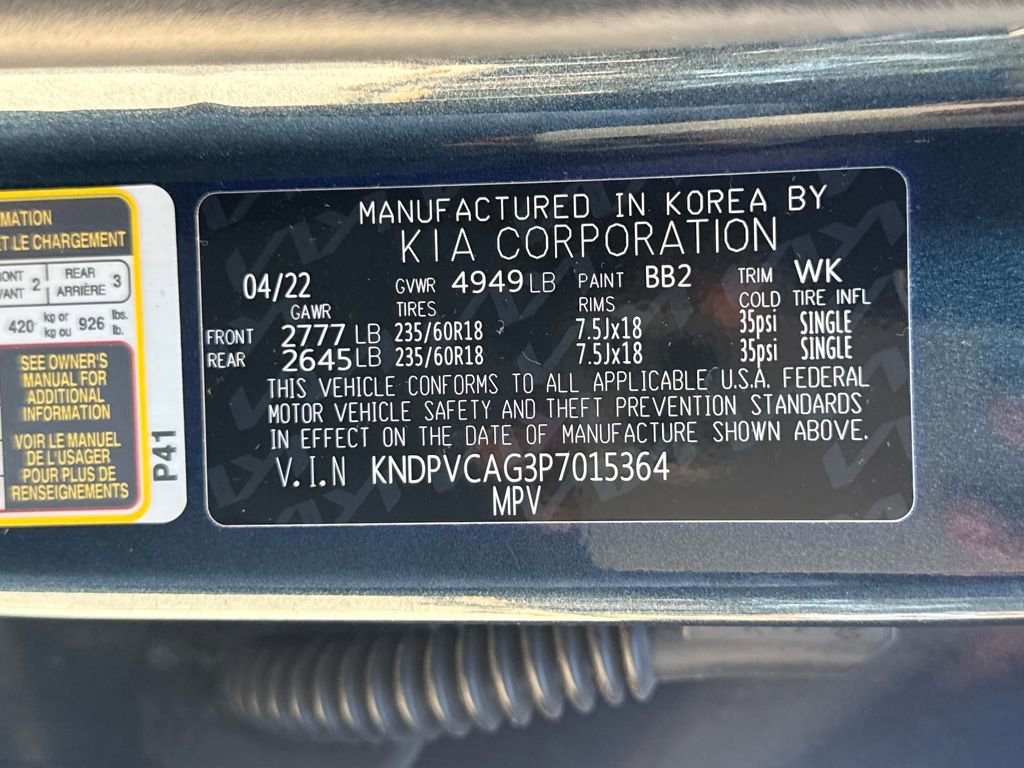 MATION
ET LE CHARGEMENT
2 REAR 3
ARRIÈRE
420 kg or 926 lbs.
kg ou lb.
SEE OWNER'S
MANUAL FOR
ADDITIONAL
INFORMATION
VOIR LE MANUEL
DE L'USAGER
POUR PLUS DE
RENSEIGNEMENTS
P41
MANUFACTURED IN KOREA BY
KIA CORPORATION
04/22 GVWR 4949 LB PAINT BB2 TRIM WK
GAWR TIRES RIMS COLD TIRE INFL
FRONT 2777 LB 235/60R18 7.5Jx18 35psi SINGLE
REAR 2645 LB 235/60R18 7.5Jx18 35psi SINGLE
THIS VEHICLE CONFORMS TO ALL APPLICABLE U.S.A. FEDERAL
MOTOR VEHICLE SAFETY AND THEFT PREVENTION STANDARDS
IN EFFECT ON THE DATE OF MANUFACTURE SHOWN ABOVE.
V.I.N KNDPVCAG3P7015364
MPV